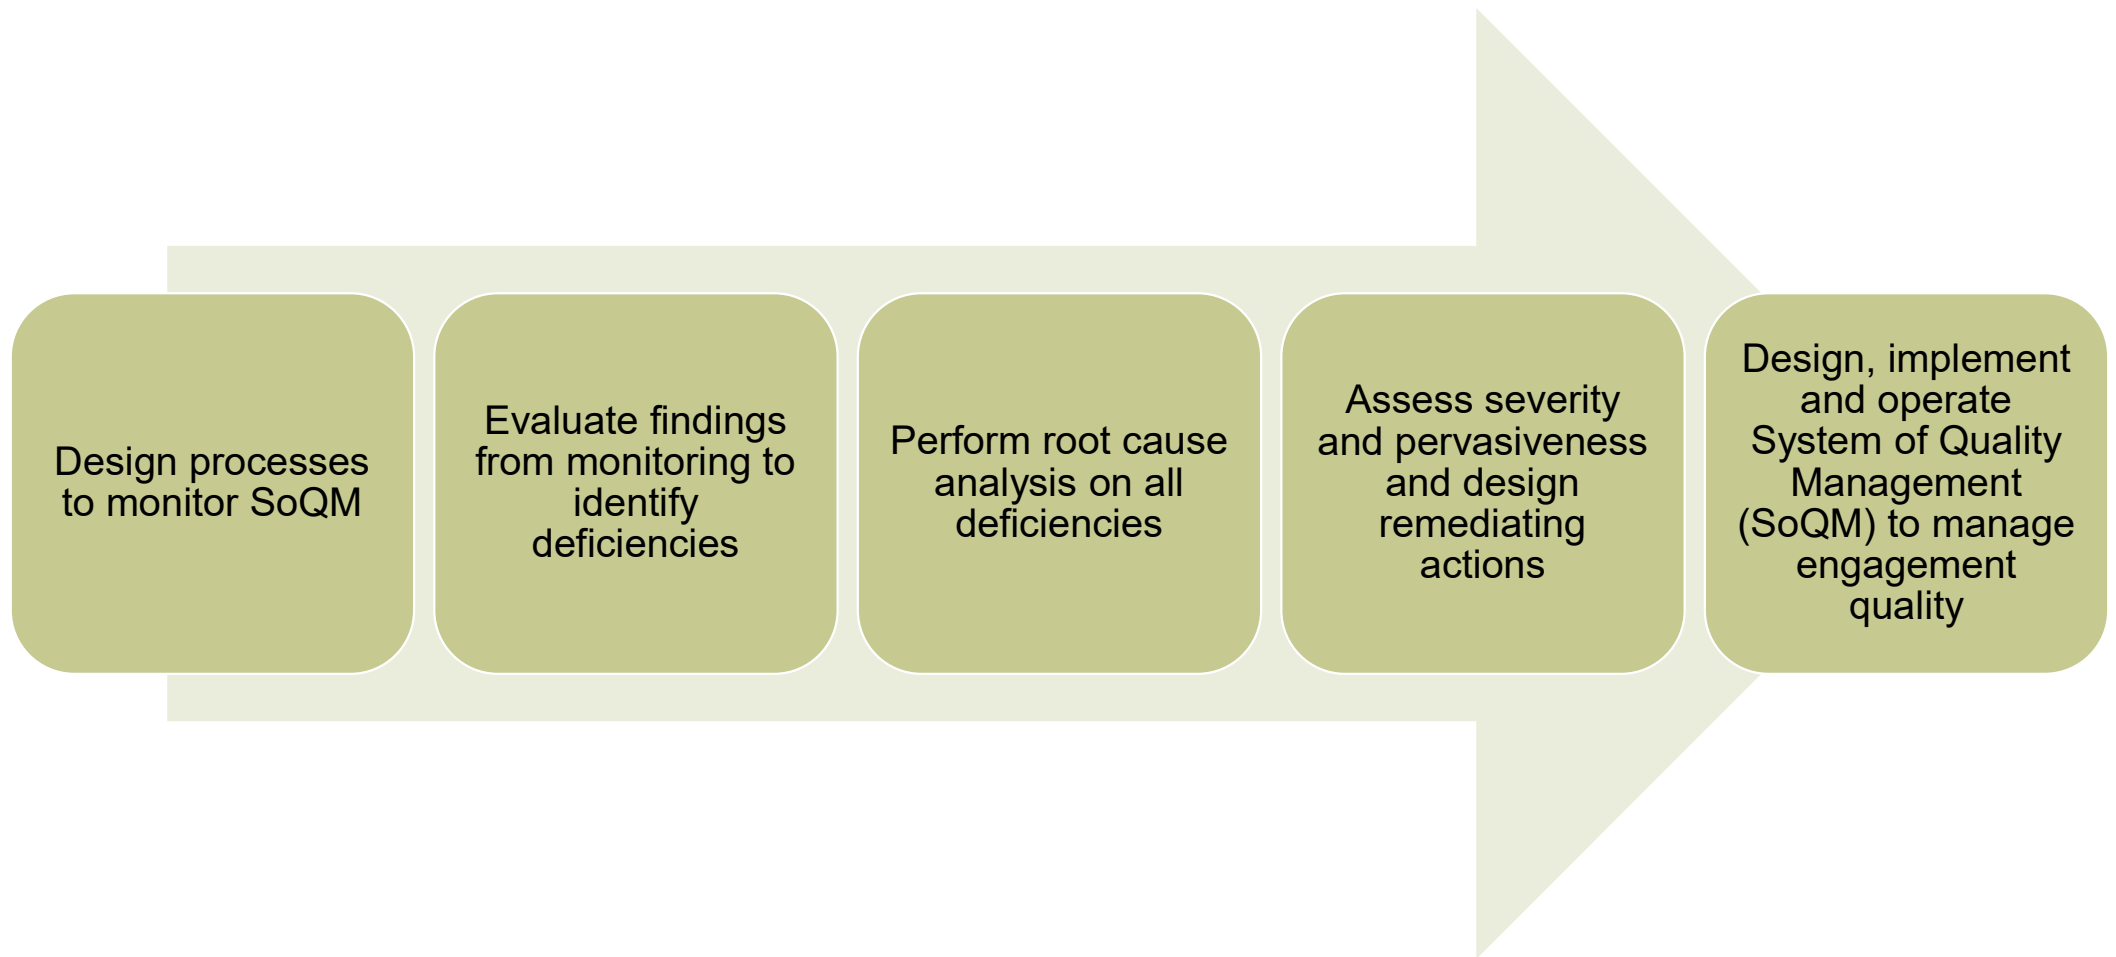 Design processes
to monitor SoQM
Evaluate findings
from monitoring to
identify
deficiencies
Perform root cause
analysis on all
deficiencies
Assess severity
and pervasiveness
and design
remediating
actions
Design, implement
and operate
System of Quality
Management
(SoQM) to manage
engagement
quality